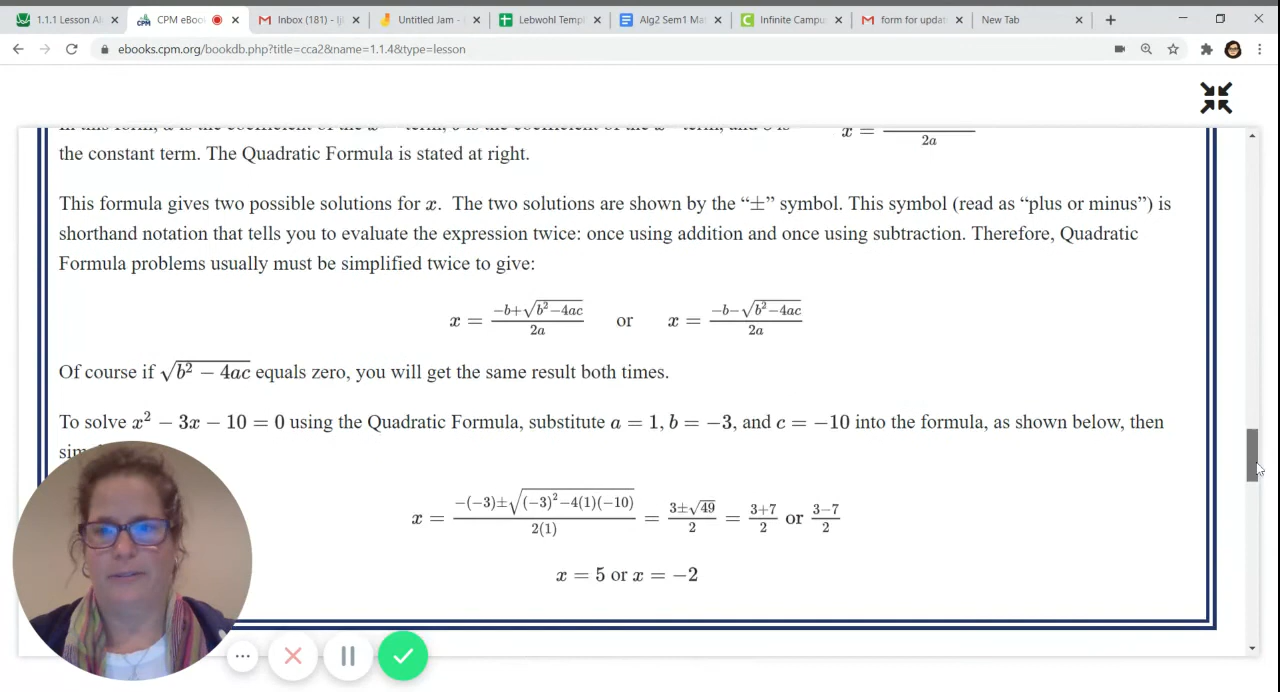 1.1.1 Lesson A
CPM eBoo
Inbox (181) - lj
Untitled Jam -
Lebwohl Templ
Alg2 Sem1 Ma
Infinite Campu
form for updat
New Tab
ebooks.cpm.org/bookdb.php?title=cca2&name=1.1.4&type=lesson
x = 2a
the constant term. The Quadratic Formula is stated at right.
This formula gives two possible solutions for x. The two solutions are shown by the “±” symbol. This symbol (read as “plus or minus”) is
shorthand notation that tells you to evaluate the expression twice: once using addition and once using subtraction. Therefore, Quadratic
Formula problems usually must be simplified twice to give:
x = (-b+√(b²-4ac))/2a or x = (-b-√(b²-4ac))/2a
Of course if √(b² − 4ac) equals zero, you will get the same result both times.
To solve x² − 3x − 10 = 0 using the Quadratic Formula, substitute a = 1, b = −3, and c = −10 into the formula, as shown below, then
x = (-(-3)±√((-3)²-4(1)(-10)))/2(1) = (3±√49)/2 = (3+7)/2 or (3-7)/2
x = 5 or x = −2